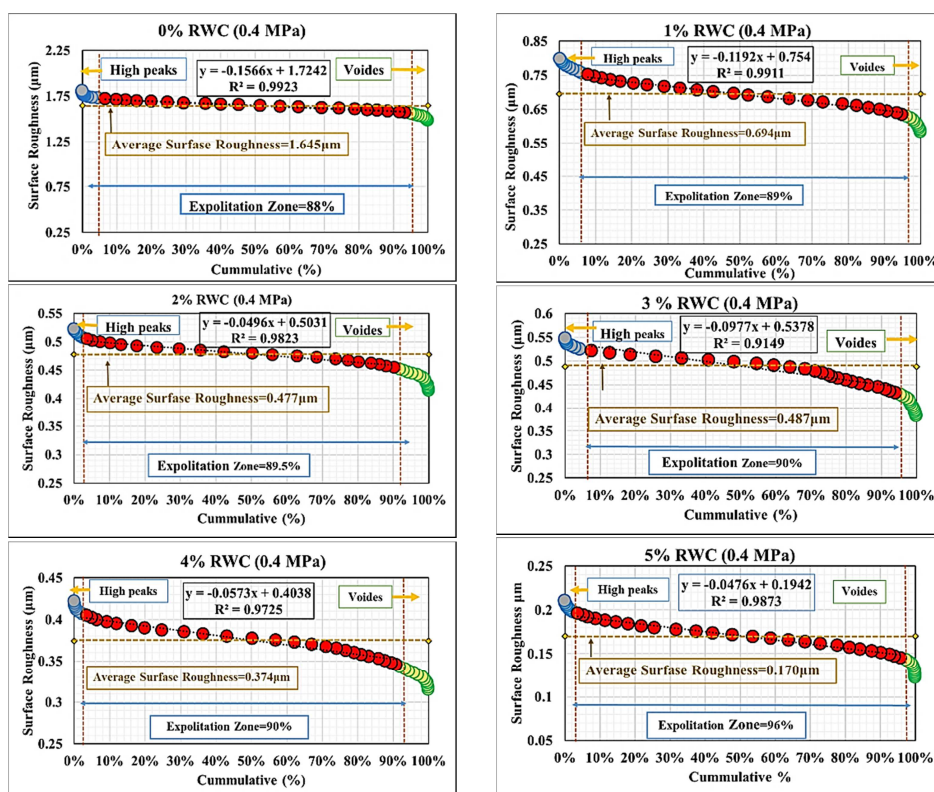 0% RWC (0.4 MPa)
Surface Roughness (μm)
2.25
1.75
1.25
0.75
0.25
High peaks
y = -0.1566x + 1.7242
R² = 0.9923
Voides
Average Surfase Roughness=1.645μm
Expolitation Zone=88%
0% 10% 20% 30% 40% 50% 60% 70% 80% 90% 100%
Cummulative (%)
1% RWC (0.4 MPa)
Surface Roughness (μm)
0.85
0.75
0.65
0.55
0.45
0.35
0.25
High peaks
y = -0.1192x + 0.754
R² = 0.9911
Voides
Average Surfase Roughness=0.694μm
Expolitation Zone=89%
0% 10% 20% 30% 40% 50% 60% 70% 80% 90% 100%
Cummulative (%)
2% RWC (0.4 MPa)
Surface Roughness (μm)
0.55
0.5
0.45
0.4
0.35
0.3
0.25
High peaks
y = -0.0496x + 0.5031
R² = 0.9823
Voides
Average Surfase Roughness=0.477μm
Expolitation Zone=89.5%
0% 10% 20% 30% 40% 50% 60% 70% 80% 90% 100%
Cummulative (%)
3 % RWC (0.4 MPa)
Surface Roughness (μm)
0.6
0.55
0.5
0.45
0.4
0.35
0.3
0.25
High peaks
y = -0.0977x + 0.5378
R² = 0.9149
Voides
Average Surfase Roughness=0.487μm
Expolitation Zone=90%
0% 10% 20% 30% 40% 50% 60% 70% 80% 90% 100%
Cummulative (%)
4% RWC (0.4 MPa)
Surface Roughness μm)
0.45
0.4
0.35
0.3
0.25
High peaks
y = -0.0573x + 0.4038
R² = 0.9725
Voides
Average Surfase Roughness=0.374μm
Expolitation Zone=90%
0% 10% 20% 30% 40% 50% 60% 70% 80% 90% 100%
Cummulative (%)
5% RWC (0.4 MPa)
Surface Roughness μm)
0.25
0.2
0.15
0.1
0.05
High peaks
y = -0.0476x + 0.1942
R² = 0.9873
Voides
Average Surfase Roughness=0.170μm
Expolitation Zone=96%
0% 10% 20% 30% 40% 50% 60% 70% 80% 90% 100%
Cummulative %